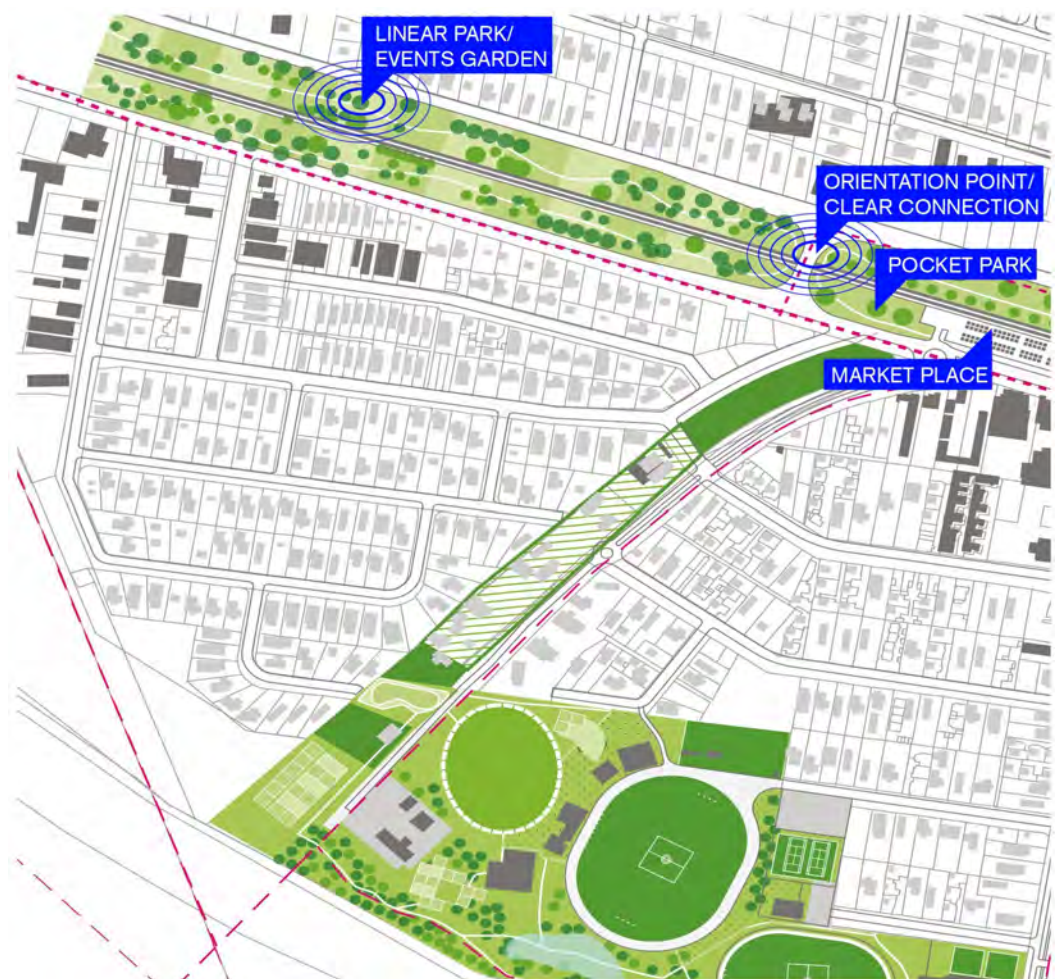 LINEAR PARK/
EVENTS GARDEN
ORIENTATION POINT/
CLEAR CONNECTION
POCKET PARK
MARKET PLACE